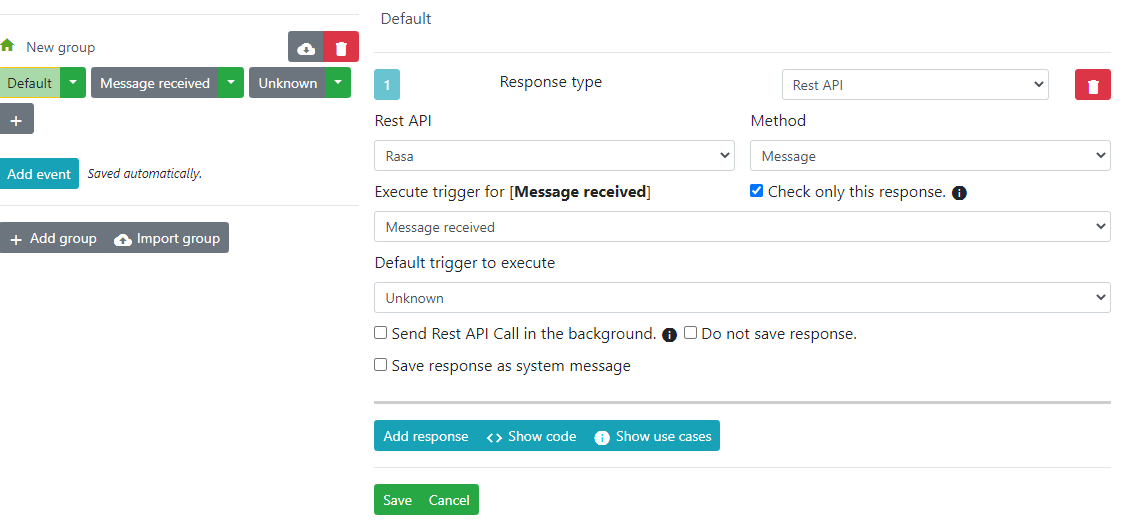 New group
Default
Message received
Unknown
+
Add event
Saved automatically.
+ Add group
Import group
Default
1
Response type
Rest API
Rest API
Method
Rasa
Message
Execute trigger for [Message received]
Check only this response.
Message received
Default trigger to execute
Unknown
Send Rest API Call in the background.
Do not save response.
Save response as system message
Add response
<> Show code
Show use cases
Save
Cancel